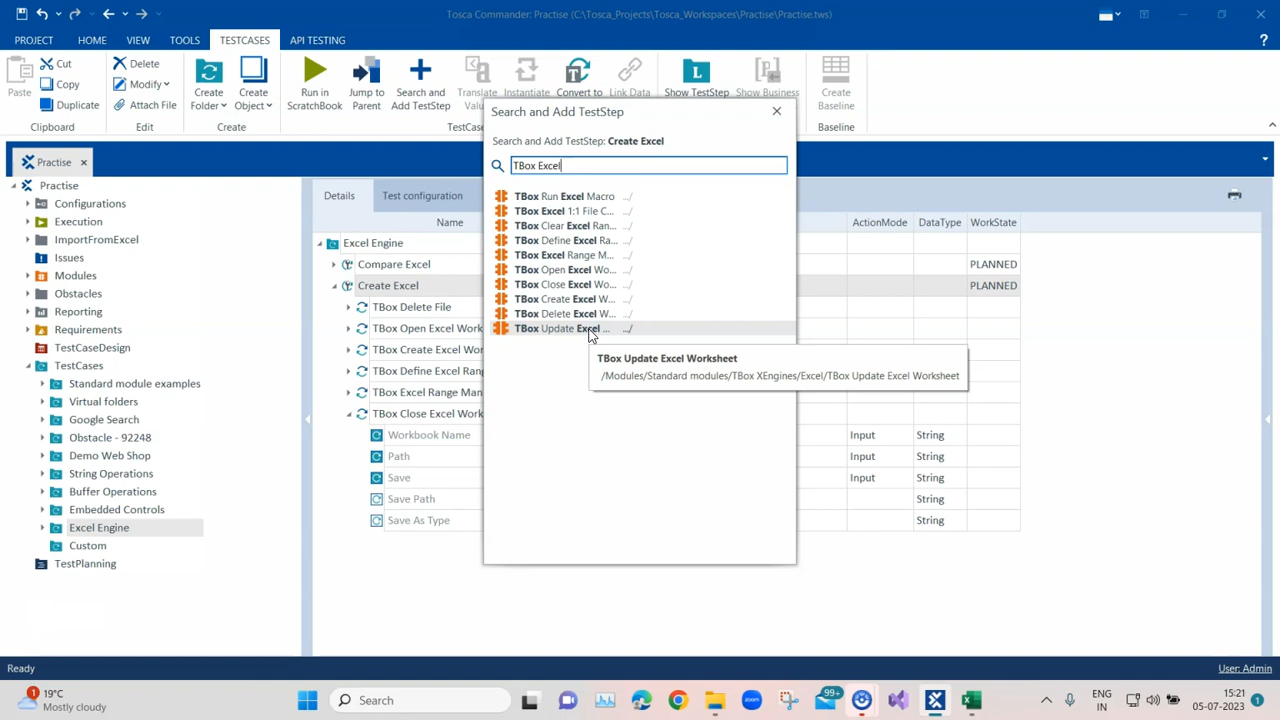 Tosca Commander: Practise (C:\Tosca_Projects\Tosca_Workspaces\Practise\Practise.tws)
PROJECT HOME VIEW TOOLS TESTCASES API TESTING ?
Paste Cut Copy Duplicate
Clipboard
Delete Modify Attach File
Edit
Create Folder Create Object
Create
Run in ScratchBook
Jump to Parent
Search and Add TestStep
Translate
Instantiate
Convert to
Link Data
Show TestStep
Show Business
Create Baseline
Baseline
Practise
Practise
Configurations
Execution
ImportFromExcel
Issues
Modules
Obstacles
Reporting
Requirements
TestCaseDesign
TestCases
Standard module examples
Virtual folders
Google Search
Obstacle - 92248
Demo Web Shop
String Operations
Buffer Operations
Embedded Controls
Excel Engine
Custom
TestPlanning
Details Test configuration
Name ActionMode DataType WorkState
Excel Engine
Compare Excel PLANNED
Create Excel PLANNED
TBox Delete File
TBox Open Excel Work
TBox Create Excel Wo
TBox Define Excel Rang
TBox Excel Range Man
TBox Close Excel Work
Workbook Name Input String
Path Input String
Save Input String
Save Path String
Save As Type String
Search and Add TestStep
Search and Add TestStep: Create Excel
TBox Excel
TBox Run Excel Macro .../
TBox Excel 1:1 File C... .../
TBox Clear Excel Ran... .../
TBox Define Excel Ra... .../
TBox Excel Range M... .../
TBox Open Excel Wo... .../
TBox Close Excel Wo... .../
TBox Create Excel W... .../
TBox Delete Excel W... .../
TBox Update Excel ... .../
TBox Update Excel Worksheet
/Modules/Standard modules/TBox XEngines/Excel/TBox Update Excel Worksheet
Ready User: Admin
1 19°C
Mostly cloudy
Search
99+
ENG
IN
15:21
05-07-2023
1